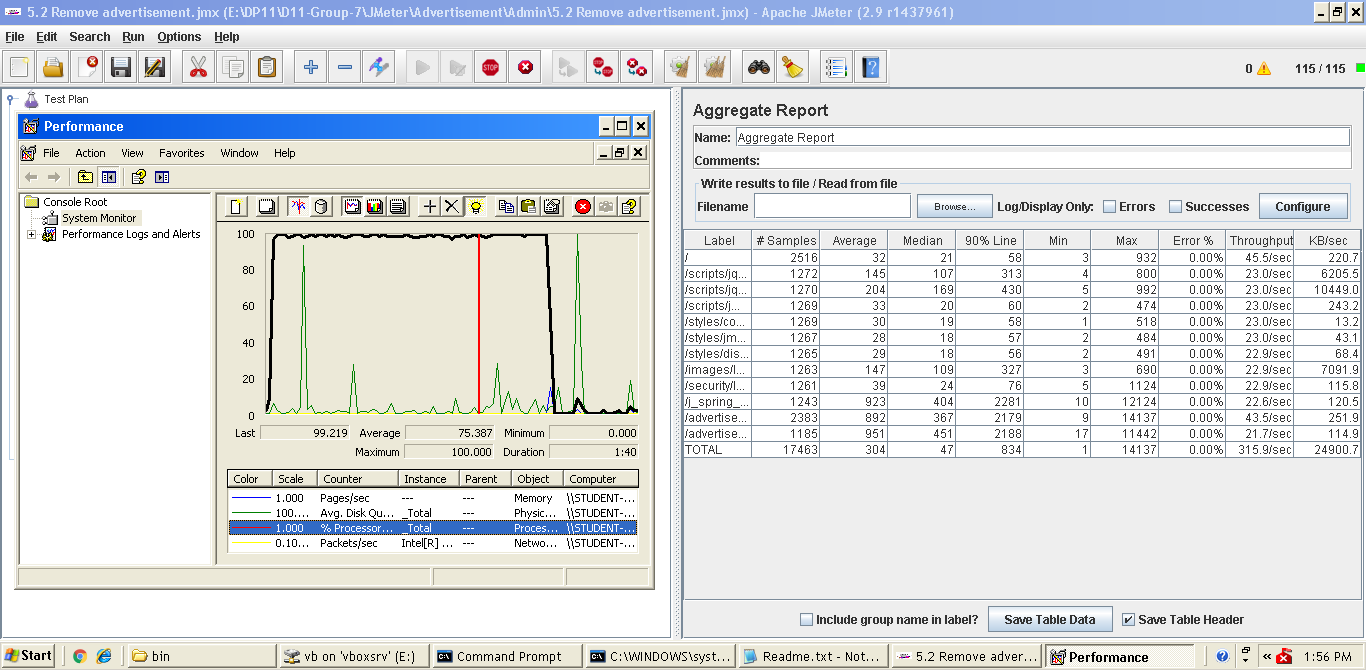 5.2 Remove advertisement.jmx (E:\DP11\D11-Group-7\JMeter\Advertisement\Admin\5.2 Remove advertisement.jmx) - Apache JMeter (2.9 r1437961)
File Edit Search Run Options Help
STOP
0 115 / 115
Test Plan
Performance
File Action View Favorites Window Help
Console Root
System Monitor
Performance Logs and Alerts
100
80
60
40
20
0
Last 99.219 Average 75.387 Minimum 0.000
Maximum 100.000 Duration 1:40
Color Scale Counter Instance Parent Object Computer
1.000 Pages/sec --- --- Memory \\STUDENT-...
100.... Avg. Disk Qu... _Total --- Physic... \\STUDENT-...
1.000 % Processor... _Total --- Proces... \\STUDENT-...
0.10... Packets/sec Intel[R] ... --- Netwo... \\STUDENT-...
Aggregate Report
Name: Aggregate Report
Comments:
Write results to file / Read from file
Filename Browse... Log/Display Only: Errors Successes Configure
Label # Samples Average Median 90% Line Min Max Error % Throughput KB/sec
/ 2516 32 21 58 3 932 0.00% 45.5/sec 220.7
/scripts/jq... 1272 145 107 313 4 800 0.00% 23.0/sec 6205.5
/scripts/jq... 1270 204 169 430 5 992 0.00% 23.0/sec 10449.0
/scripts/j... 1269 33 20 60 2 474 0.00% 23.0/sec 243.2
/styles/co... 1269 30 19 58 1 518 0.00% 23.0/sec 13.2
/styles/jm... 1267 28 18 57 2 484 0.00% 23.0/sec 43.1
/styles/dis... 1265 29 18 56 2 491 0.00% 22.9/sec 68.4
/images/l... 1263 147 109 327 3 690 0.00% 22.9/sec 7091.9
/security/l... 1261 39 24 76 5 1124 0.00% 22.9/sec 115.8
/j_spring_... 1243 923 404 2281 10 12124 0.00% 22.6/sec 120.5
/advertise... 2383 892 367 2179 9 14137 0.00% 43.5/sec 251.9
/advertise... 1185 951 451 2188 17 11442 0.00% 21.7/sec 114.9
TOTAL 17463 304 47 834 1 14137 0.00% 315.9/sec 24900.7
Include group name in label? Save Table Data Save Table Header
Start bin vb on 'vboxsrv' (E:) Command Prompt C:\WINDOWS\syst... Readme.txt - Not... 5.2 Remove adver... Performance 1:56 PM